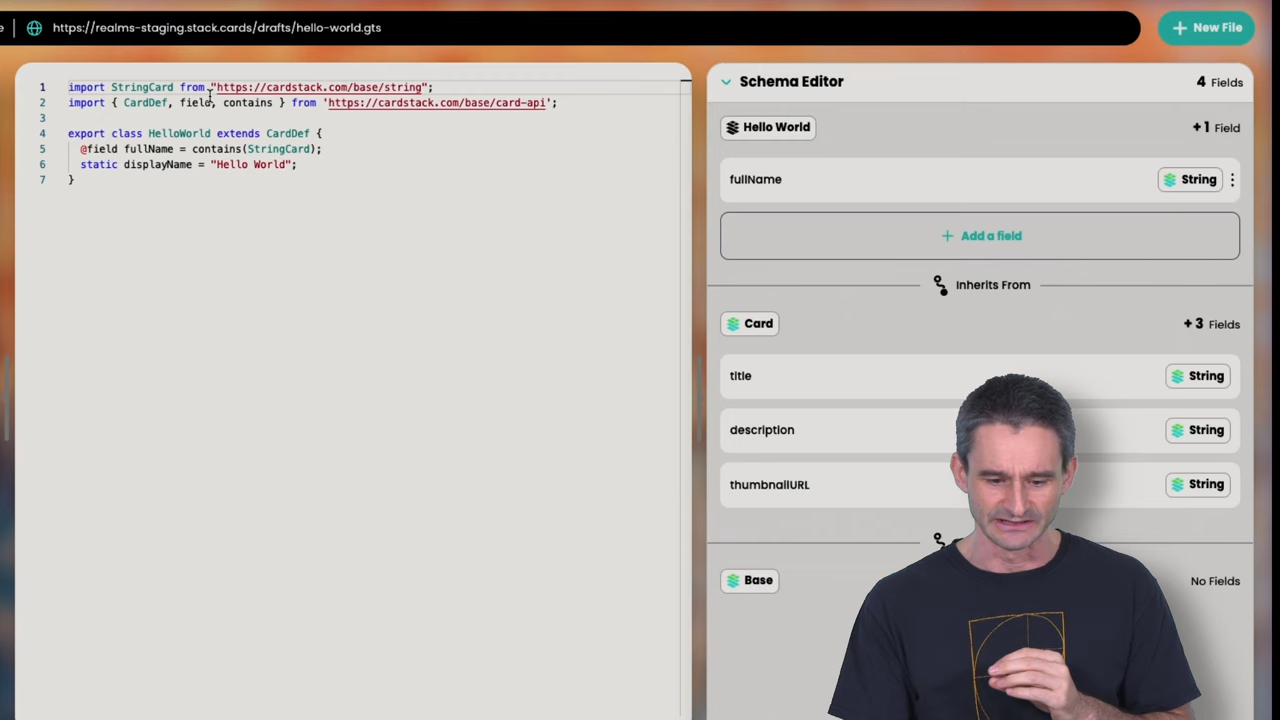 e
https://realms-staging.stack.cards/drafts/hello-world.gts
+ New File
1 import StringCard from "https://cardstack.com/base/string";
2 import { CardDef, field, contains } from 'https://cardstack.com/base/card-api';
3
4 export class HelloWorld extends CardDef {
5 @field fullName = contains(StringCard);
6 static displayName = "Hello World";
7 }
Schema Editor
4 Fields
Hello World
+1 Field
fullName
String
+ Add a field
Inherits From
Card
+ 3 Fields
title
String
description
String
thumbnailURL
String
Base
No Fields